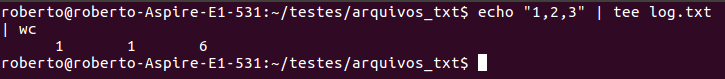 roberto@roberto-Aspire-E1-531:~/testes/arquivos_txt$ echo "1,2,3" | tee log.txt
| wc
      1       1       6
roberto@roberto-Aspire-E1-531:~/testes/arquivos_txt$